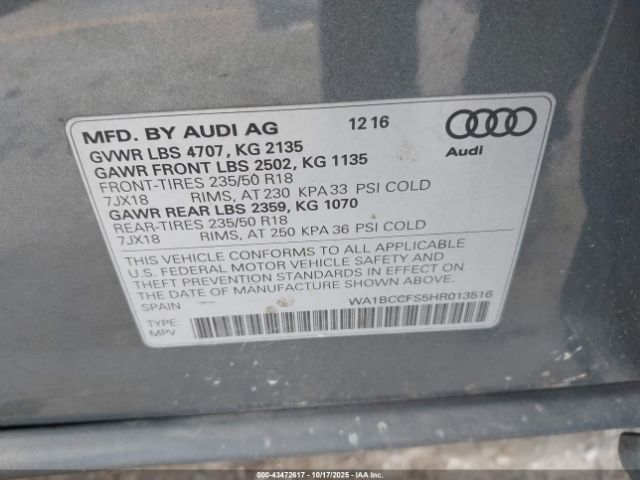 MFD. BY AUDI AG 12 16
GVWR LBS 4707, KG 2135
GAWR FRONT LBS 2502, KG 1135
FRONT-TIRES 235/50 R18
7JX18 RIMS, AT 230 KPA 33 PSI COLD
GAWR REAR LBS 2359, KG 1070
REAR-TIRES 235/50 R18
7JX18 RIMS, AT 250 KPA 36 PSI COLD
Audi
THIS VEHICLE CONFORMS TO ALL APPLICABLE
U.S. FEDERAL MOTOR VEHICLE SAFETY AND
THEFT PREVENTION STANDARDS IN EFFECT ON
THE DATE OF MANUFACTURE SHOWN ABOVE.
SPAIN WA1BCCFS5HR013516
TYPE:
MPV
© - 43472617 - 10/17/2025 - IAAI.com